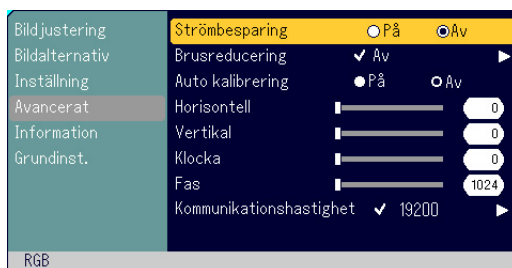 Bildjustering
Bildalternativ
Inställning
Avancerat
Information
Grundinst.
Strömbesparing På Av
Brusreducering Av
Auto kalibrering På Av
Horisontell 0
Vertikal 0
Klocka 0
Fas 1024
Kommunikationshastighet 19200
RGB